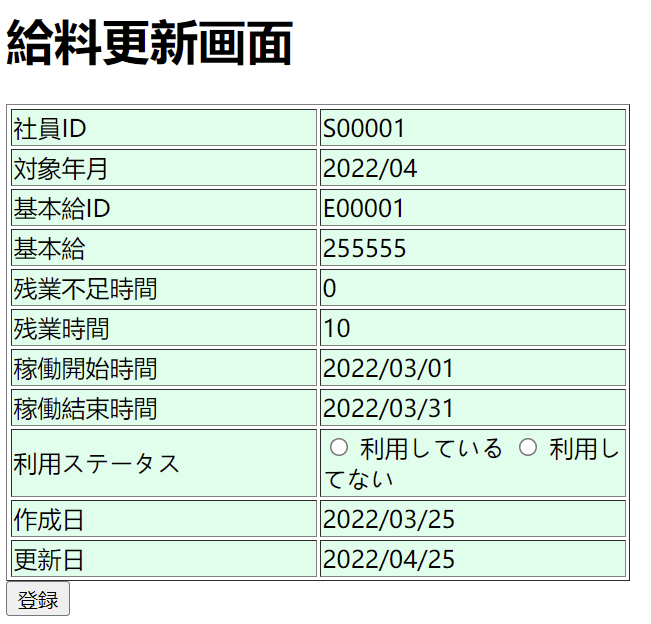 給料更新画面
社員ID S00001
対象年月 2022/04
基本給ID E00001
基本給 255555
残業不足時間 0
残業時間 10
稼働開始時間 2022/03/01
稼働結束時間 2022/03/31
利用ステータス 利用している 利用し
てない
作成日 2022/03/25
更新日 2022/04/25
登録